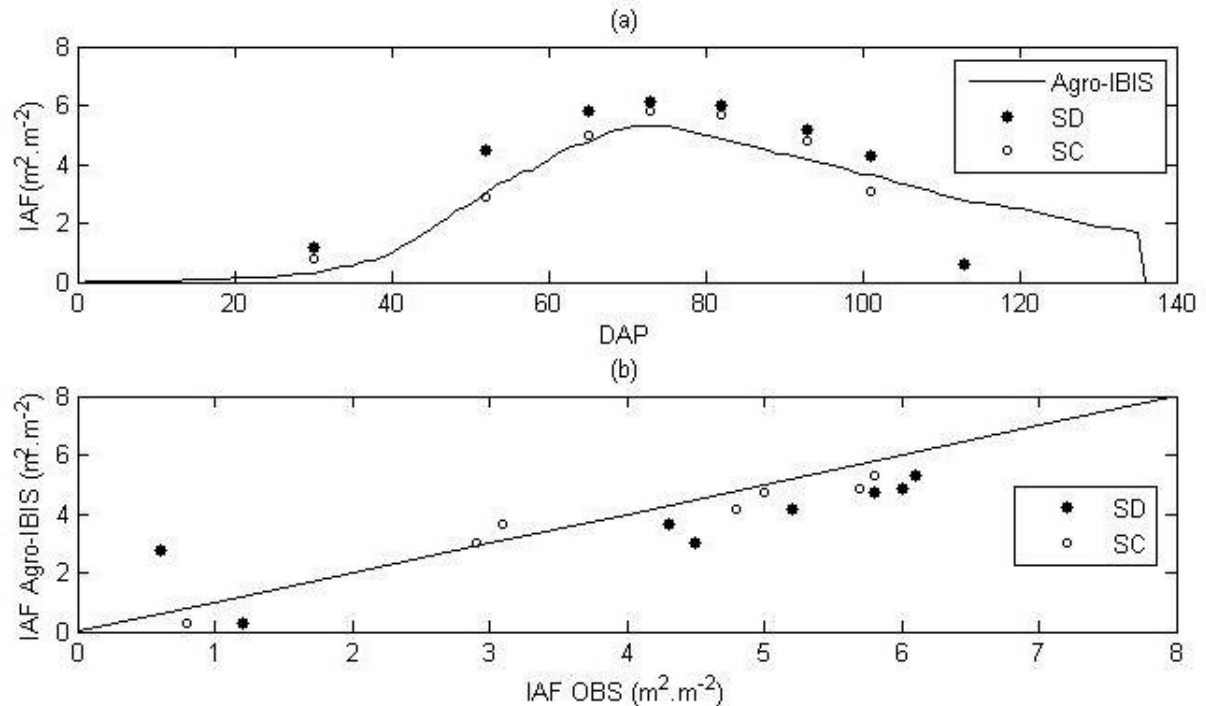 (a)
IAF(m².m⁻²)
8
6
4
2
0
Agro-IBIS
SD
SC
0 20 40 60 80 100 120 140
DAP
(b)
IAF Agro-IBIS (m².m⁻²)
8
6
4
2
0
SD
SC
0 1 2 3 4 5 6 7 8
IAF OBS (m².m⁻²)